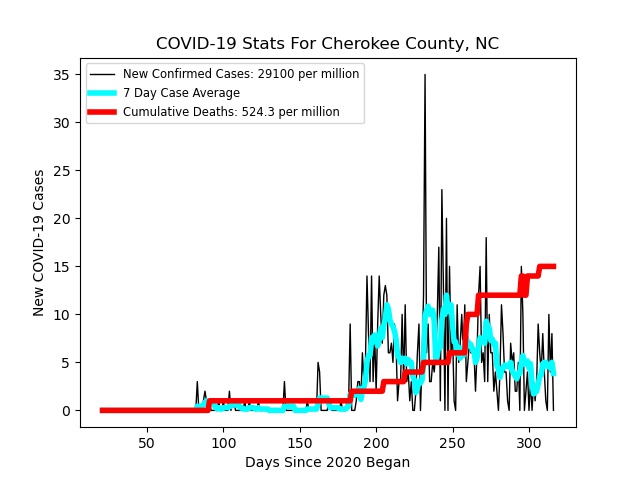 COVID-19 Stats For Cherokee County, NC
New Confirmed Cases: 29100 per million
7 Day Case Average
Cumulative Deaths: 524.3 per million
New COVID-19 Cases
35
30
25
20
15
10
5
0
50
100
150
200
250
300
Days Since 2020 Began